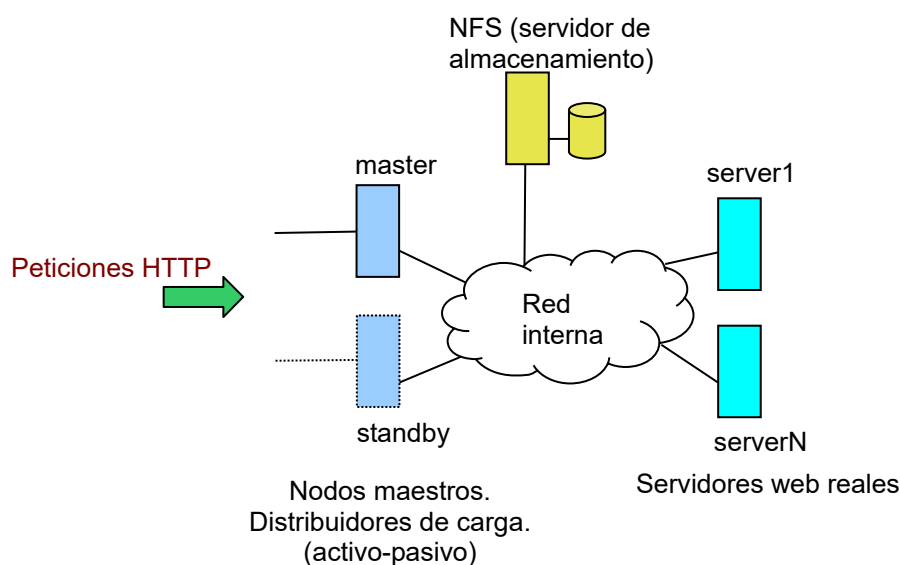 NFS (servidor de
almacenamiento)
master
server1
Peticiones HTTP
Red
interna
standby
serverN
Nodos maestros.
Distribuidores de carga.
(activo-pasivo)
Servidores web reales